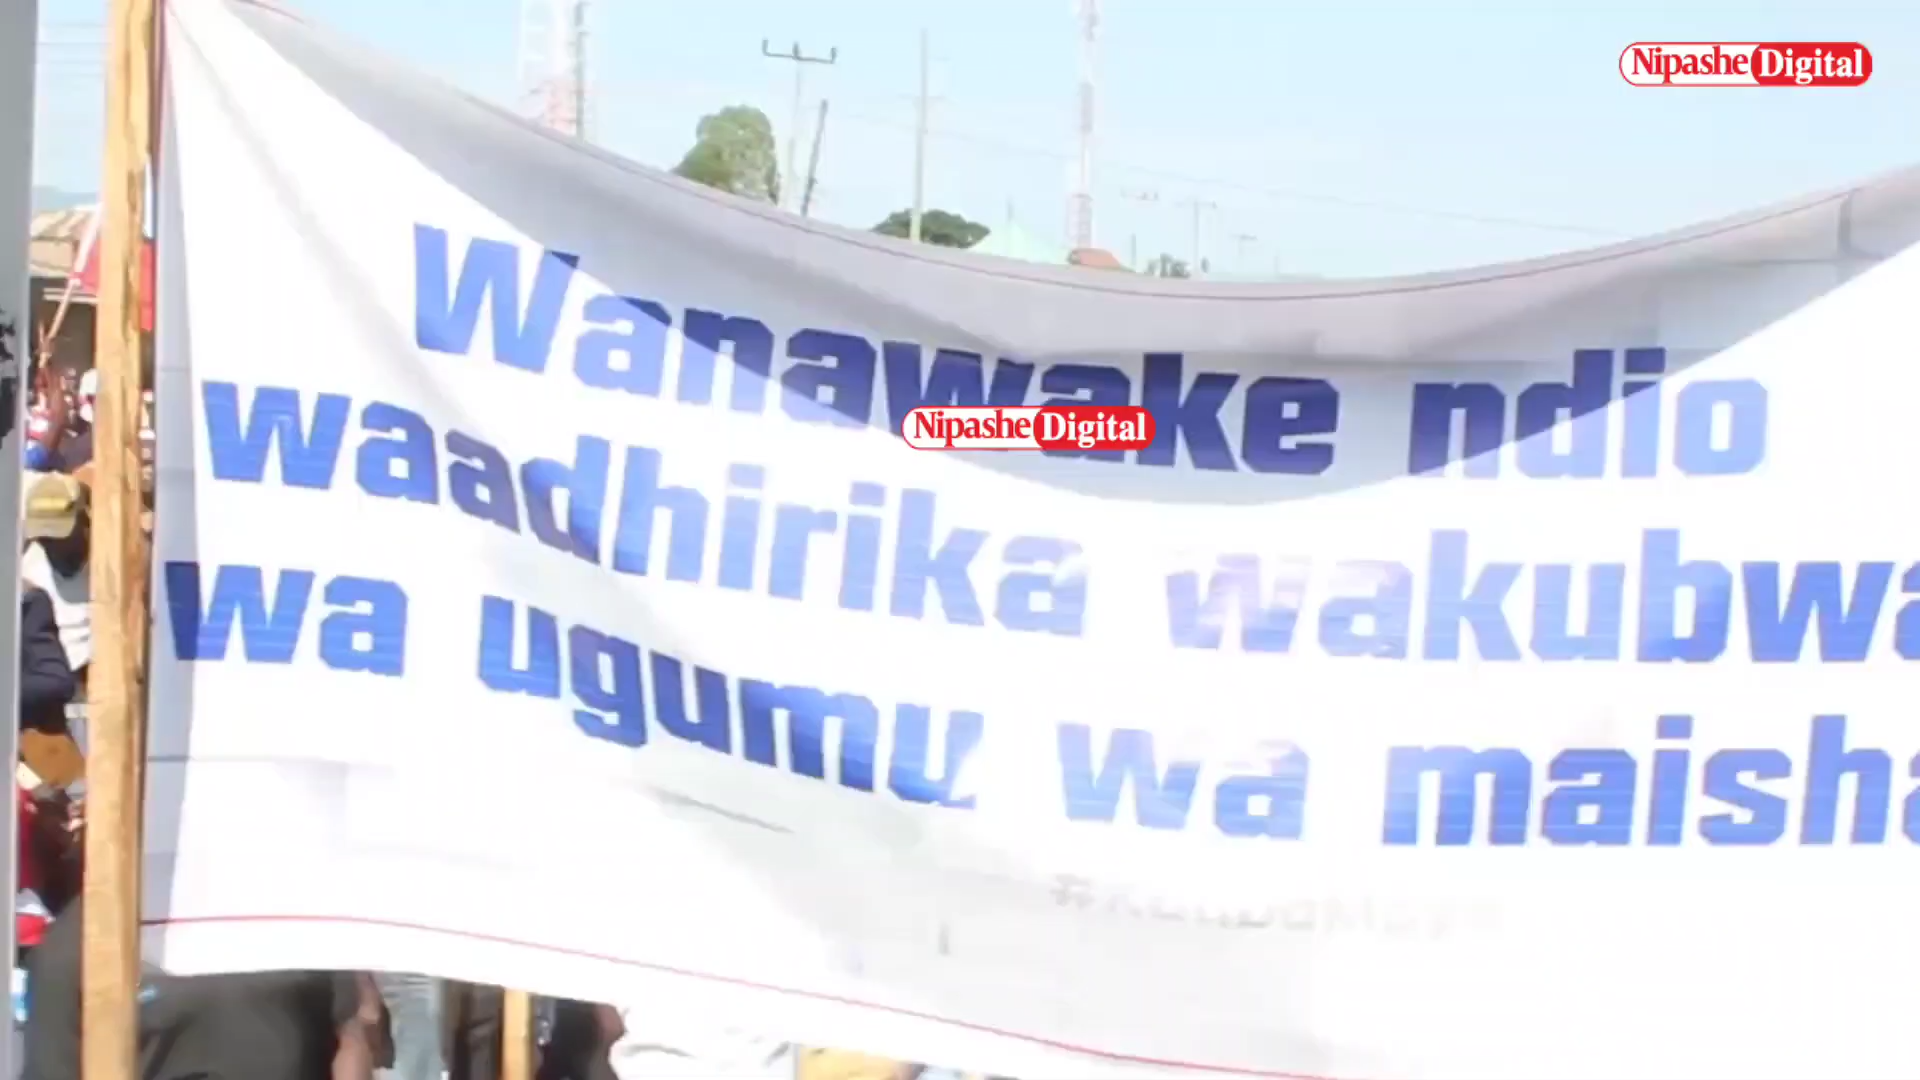 Nipashe Digital
Wanawake ndio
Nipashe Digital
waadhirika wakubwa
wa ugumu wa maisha